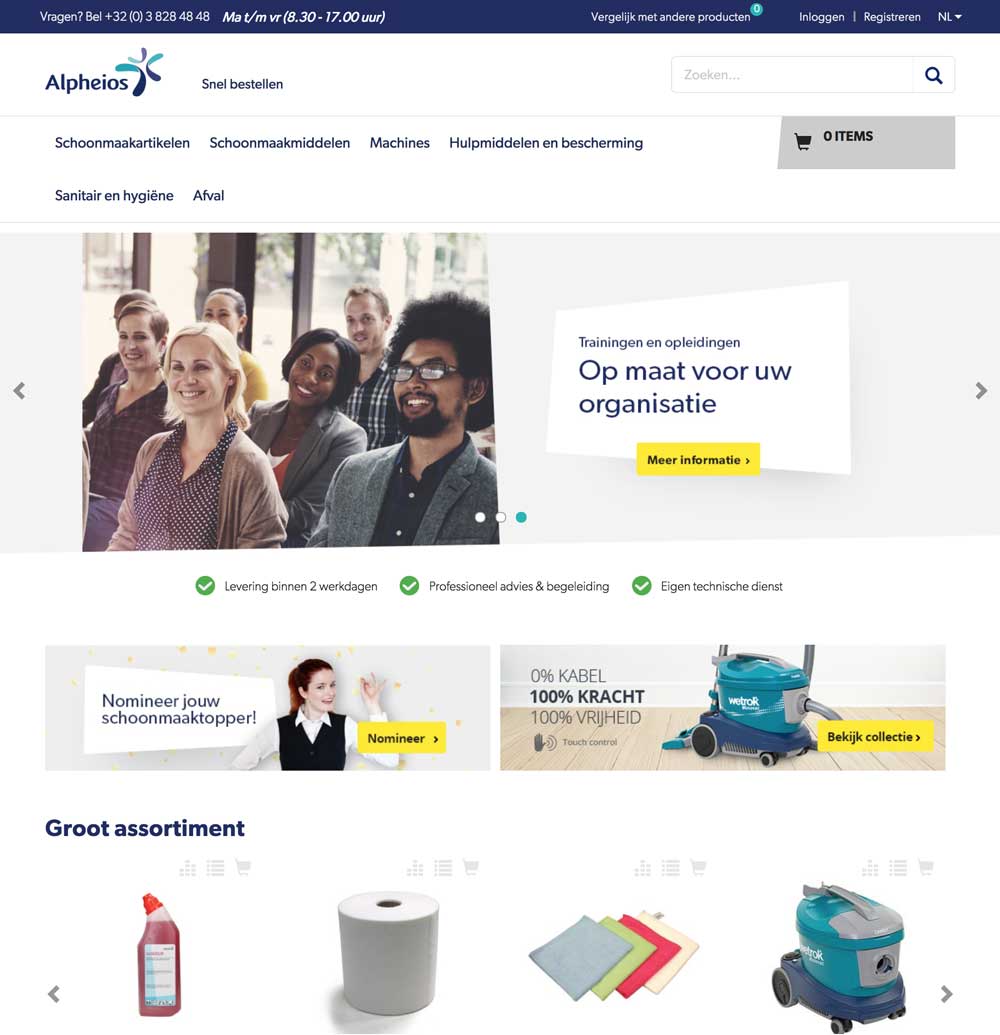 Vragen? Bel +32 (0) 3 828 48 48 Ma t/m vr (8.30 - 17.00 uur) Vergelijk met andere producten 0 Inloggen | Registreren NL
Alpheios
Snel bestellen
Zoeken...
Schoonmaakartikelen Schoonmaakmiddelen Machines Hulpmiddelen en bescherming
0 ITEMS
Sanitair en hygiëne Afval
Trainingen en opleidingen
Op maat voor uw
organisatie
Meer informatie ›
Levering binnen 2 werkdagen Professioneel advies & begeleiding Eigen technische dienst
Nomineer jouw
schoonmaaktopper!
Nomineer ›
0% KABEL
100% KRACHT
100% VRIJHEID
Touch control
wetrok
Bekijk collectie ›
Groot assortiment
wetrok